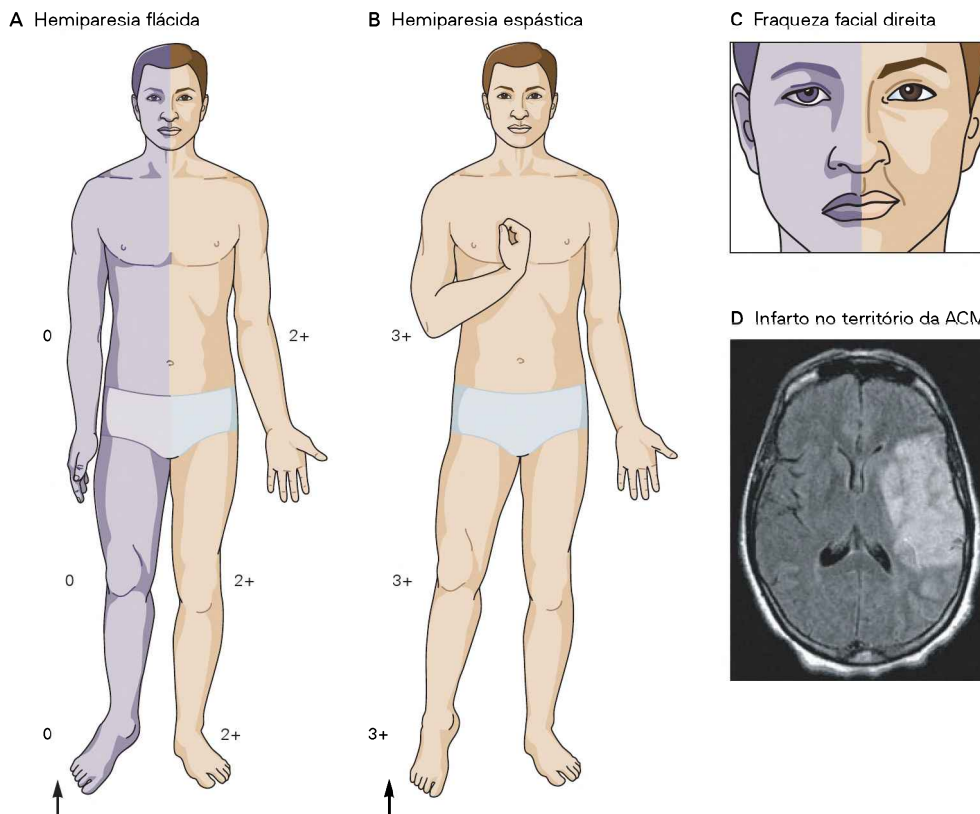 A Hemiparesia flácida
B Hemiparesia espástica
C Fraqueza facial direita
0
2+
3+
D Infarto no território da
0
2+
3+
0
2+
3+